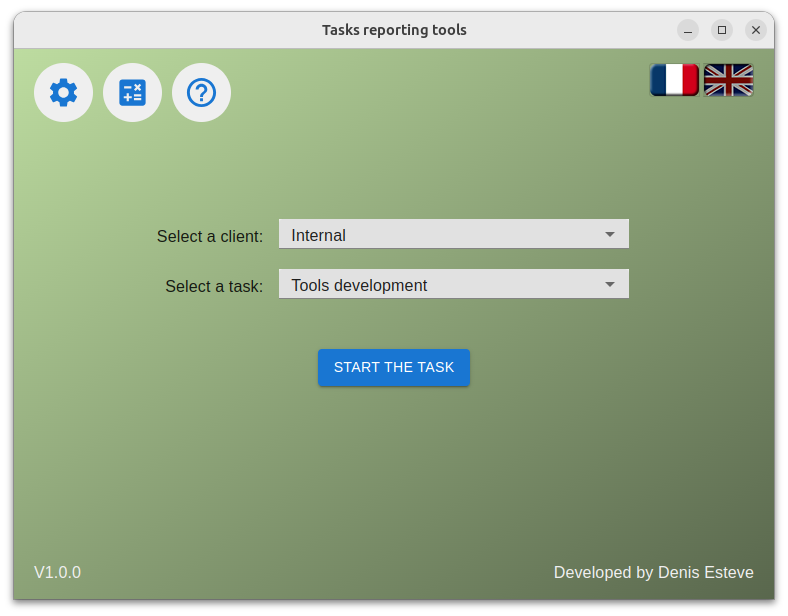 Tasks reporting tools
Select a client: Internal
Select a task: Tools development
START THE TASK
V1.0.0 Developed by Denis Esteve